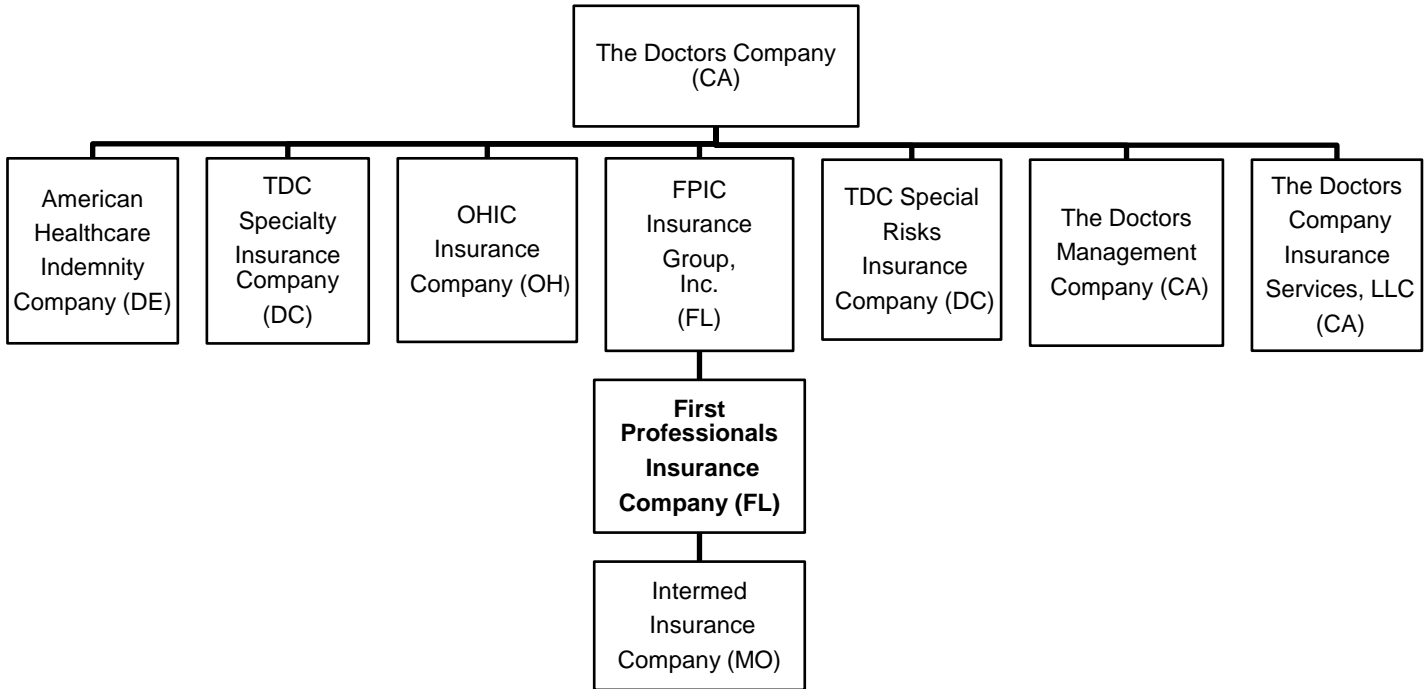 The Doctors Company
(CA)
American
Healthcare
Indemnity
Company (DE)
TDC
Specialty
Insurance
Company
(DC)
OHIC
Insurance
Company (OH)
FPIC
Insurance
Group,
Inc.
(FL)
TDC Special
Risks
Insurance
Company (DC)
The Doctors
Management
Company (CA)
The Doctors
Company
Insurance
Services, LLC
(CA)
First
Professionals
Insurance
Company (FL)
Intermed
Insurance
Company (MO)